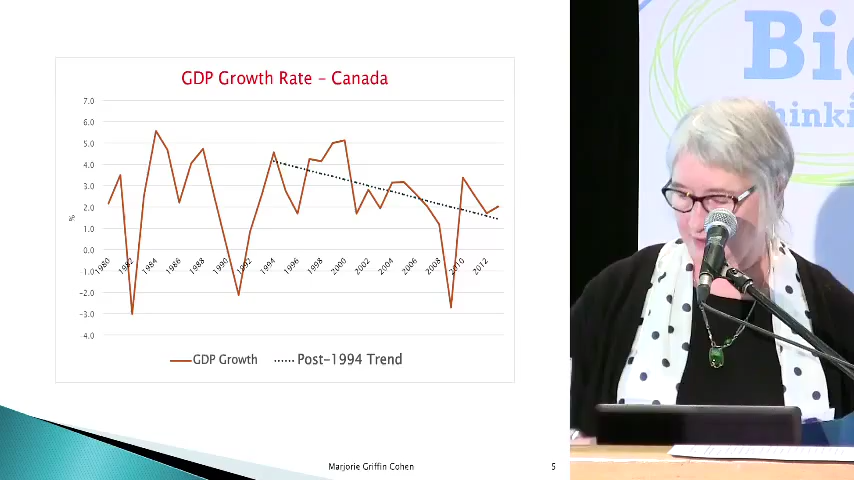 GDP Growth Rate – Canada
7.0
6.0
5.0
4.0
3.0
2.0
1.0
0.0
-1.0
-2.0
-3.0
-4.0
%
1980 1982 1984 1986 1988 1990 1992 1994 1996 1998 2000 2002 2004 2006 2008 2010 2012
GDP Growth Post-1994 Trend
Marjorie Griffin Cohen 5
Bi
hinki